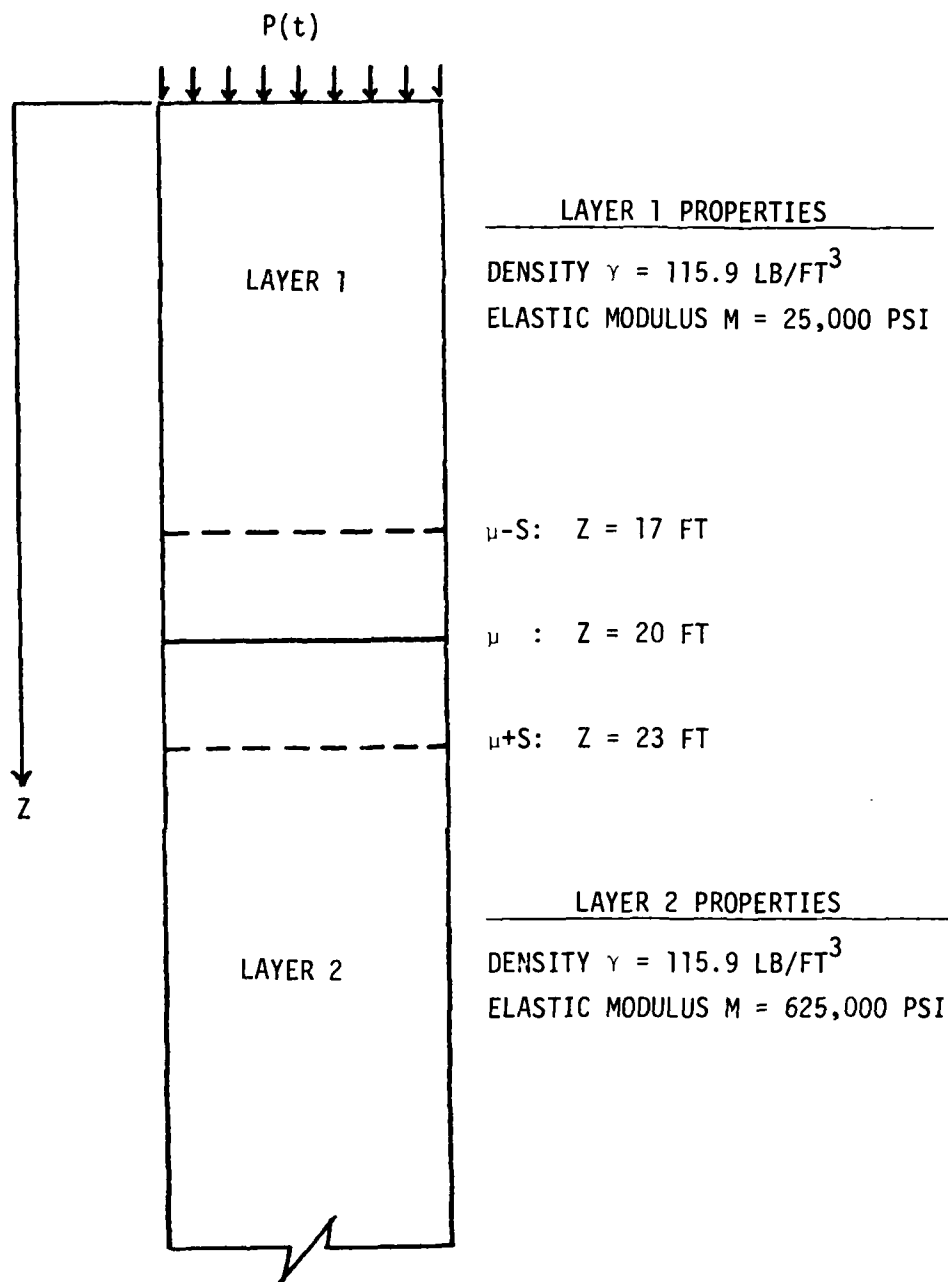 P(t)
LAYER 1 PROPERTIES
DENSITY γ = 115.9 LB/FT³
ELASTIC MODULUS M = 25,000 PSI
LAYER 1
μ-S: Z = 17 FT
μ : Z = 20 FT
μ+S: Z = 23 FT
Z
LAYER 2 PROPERTIES
DENSITY γ = 115.9 LB/FT³
ELASTIC MODULUS M = 625,000 PSI
LAYER 2